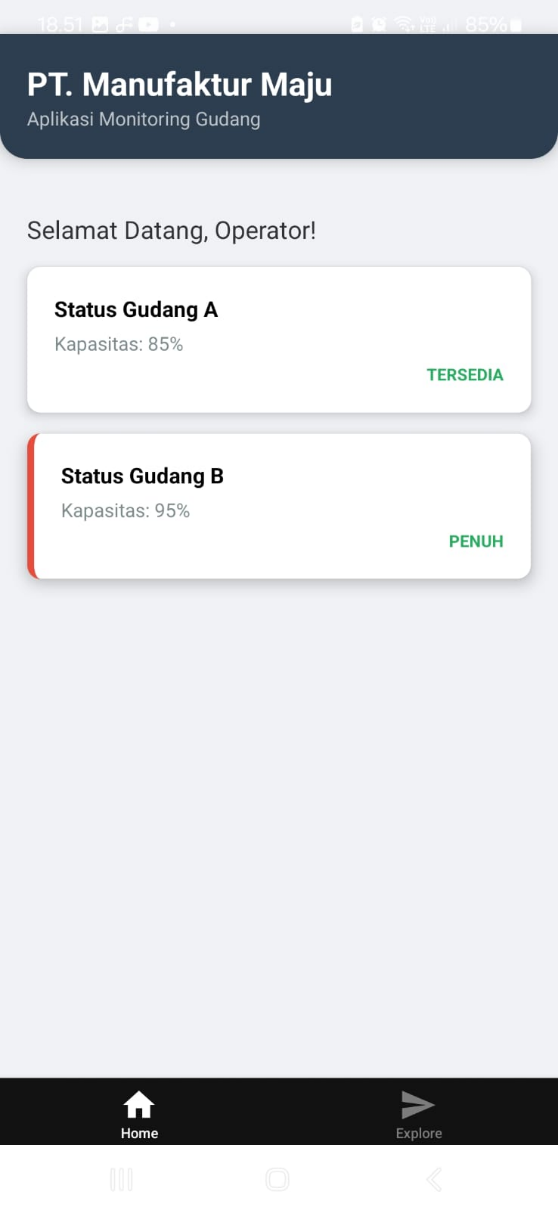 18.51 85%
PT. Manufaktur Maju
Aplikasi Monitoring Gudang
Selamat Datang, Operator!
Status Gudang A
Kapasitas: 85%
TERSEDIA
Status Gudang B
Kapasitas: 95%
PENUH
Home Explore